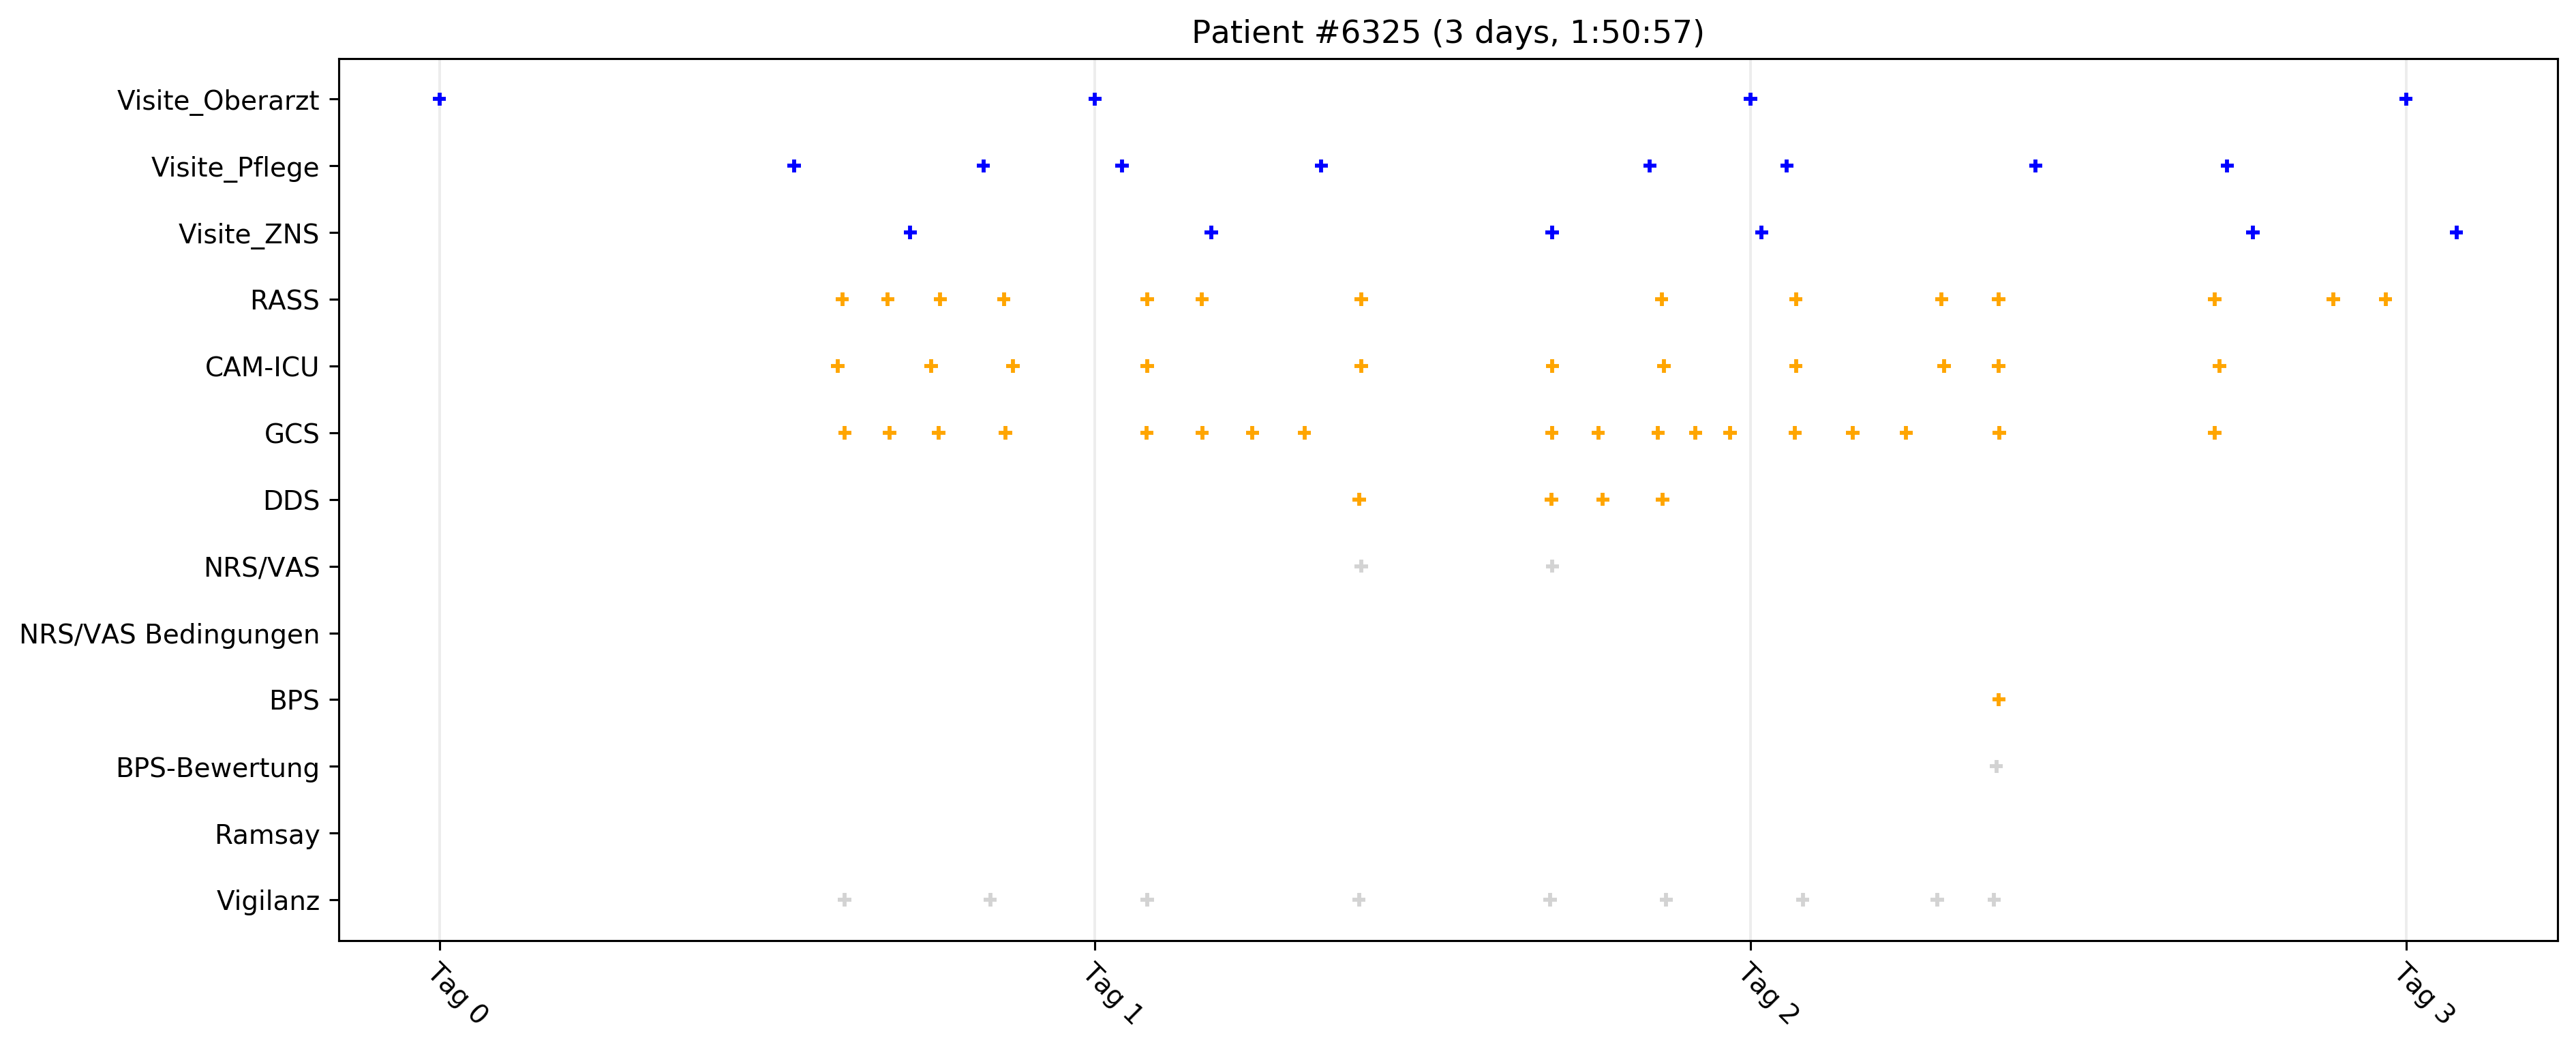 Patient #6325 (3 days, 1:50:57)
Visite_Oberarzt
Visite_Pflege
Visite_ZNS
RASS
CAM-ICU
GCS
DDS
NRS/VAS
NRS/VAS Bedingungen
BPS
BPS-Bewertung
Ramsay
Vigilanz
Tag 0
Tag 1
Tag 2
Tag 3